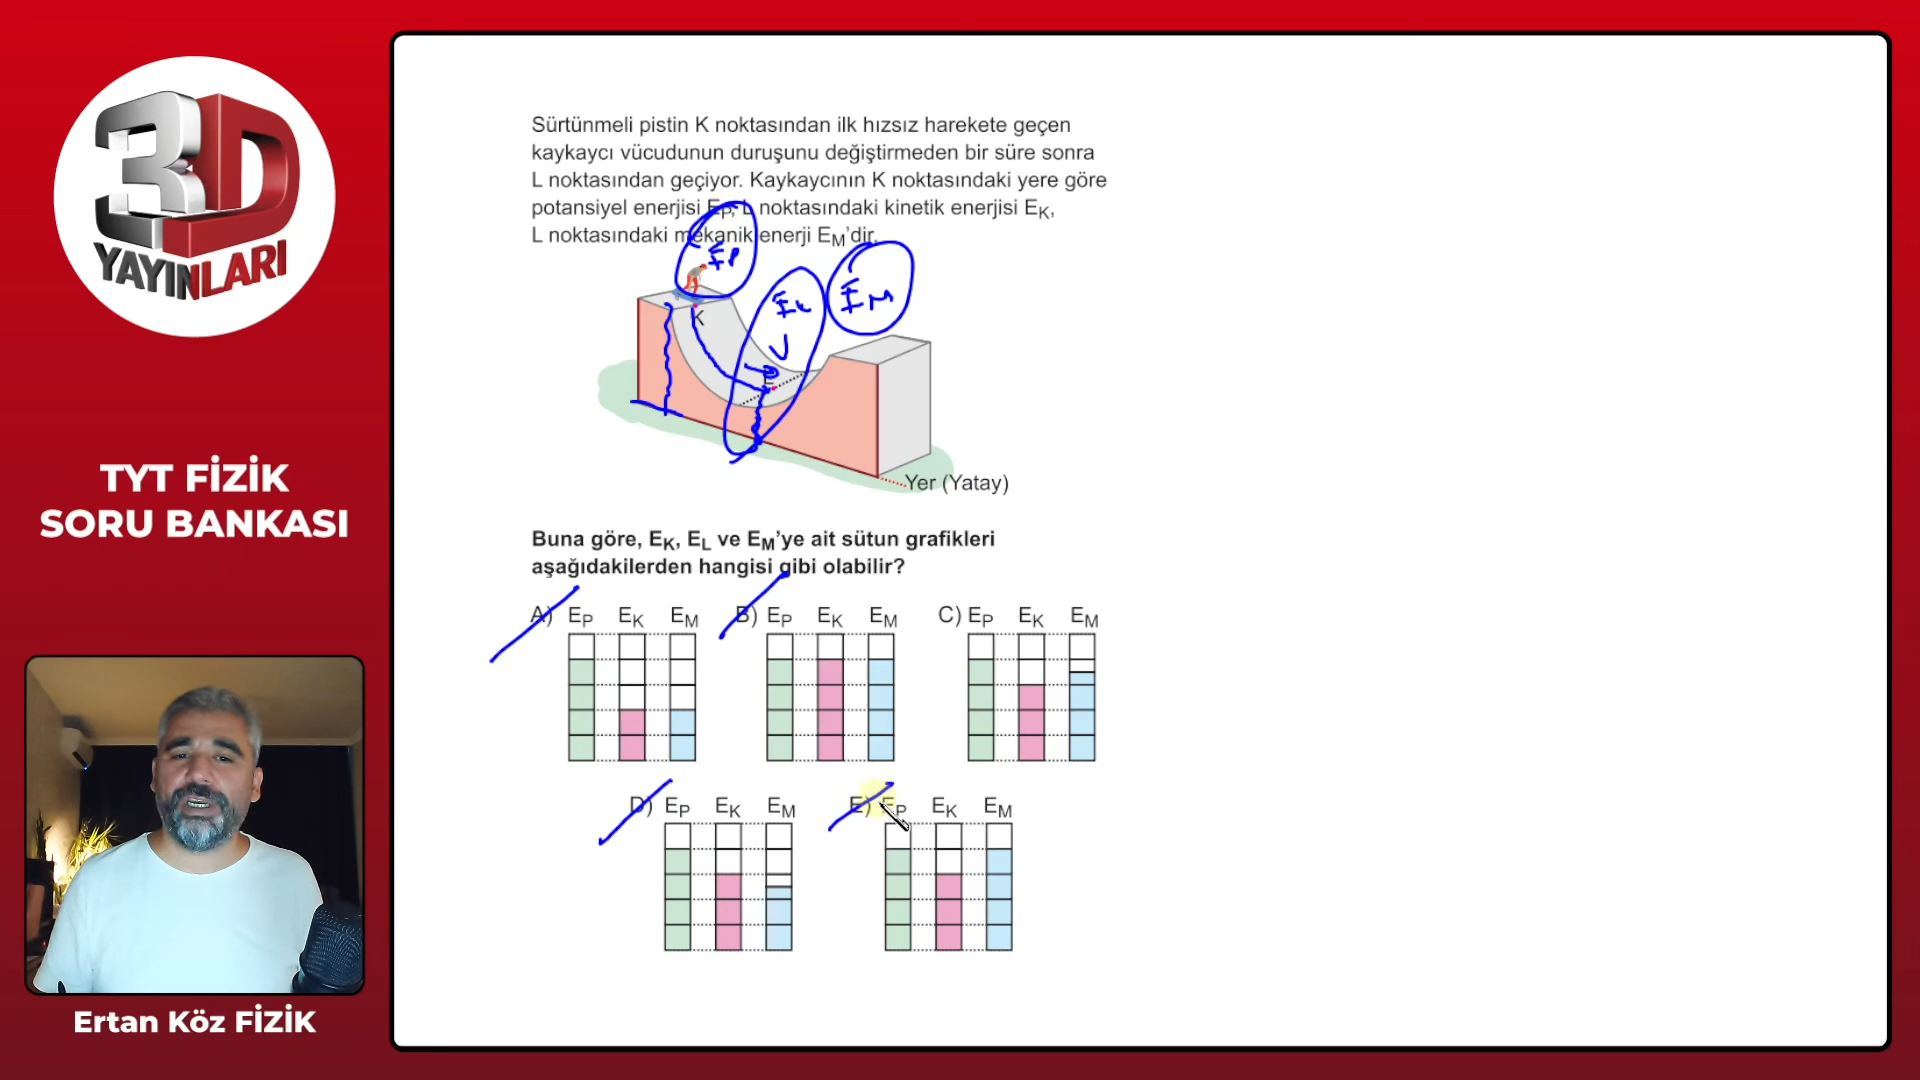 3D
YAYINLARI
TYT FİZİK
SORU BANKASI
Ertan Köz FİZİK
Sürtünmeli pistin K noktasından ilk hızsız harekete geçen
kaykaycı vücudunun duruşunu değiştirmeden bir süre sonra
L noktasından geçiyor. Kaykaycının K noktasındaki yere göre
potansiyel enerjisi EP, L noktasındaki kinetik enerjisi EK,
L noktasındaki mekanik enerji EM'dir.
EP
EM
K
Yer (Yatay)
Buna göre, EK, EL ve EM'ye ait sütun grafikleri
aşağıdakilerden hangisi gibi olabilir?
A) EP EK EM
B) EP EK EM
C) EP EK EM
D) EP EK EM
E) EP EK EM